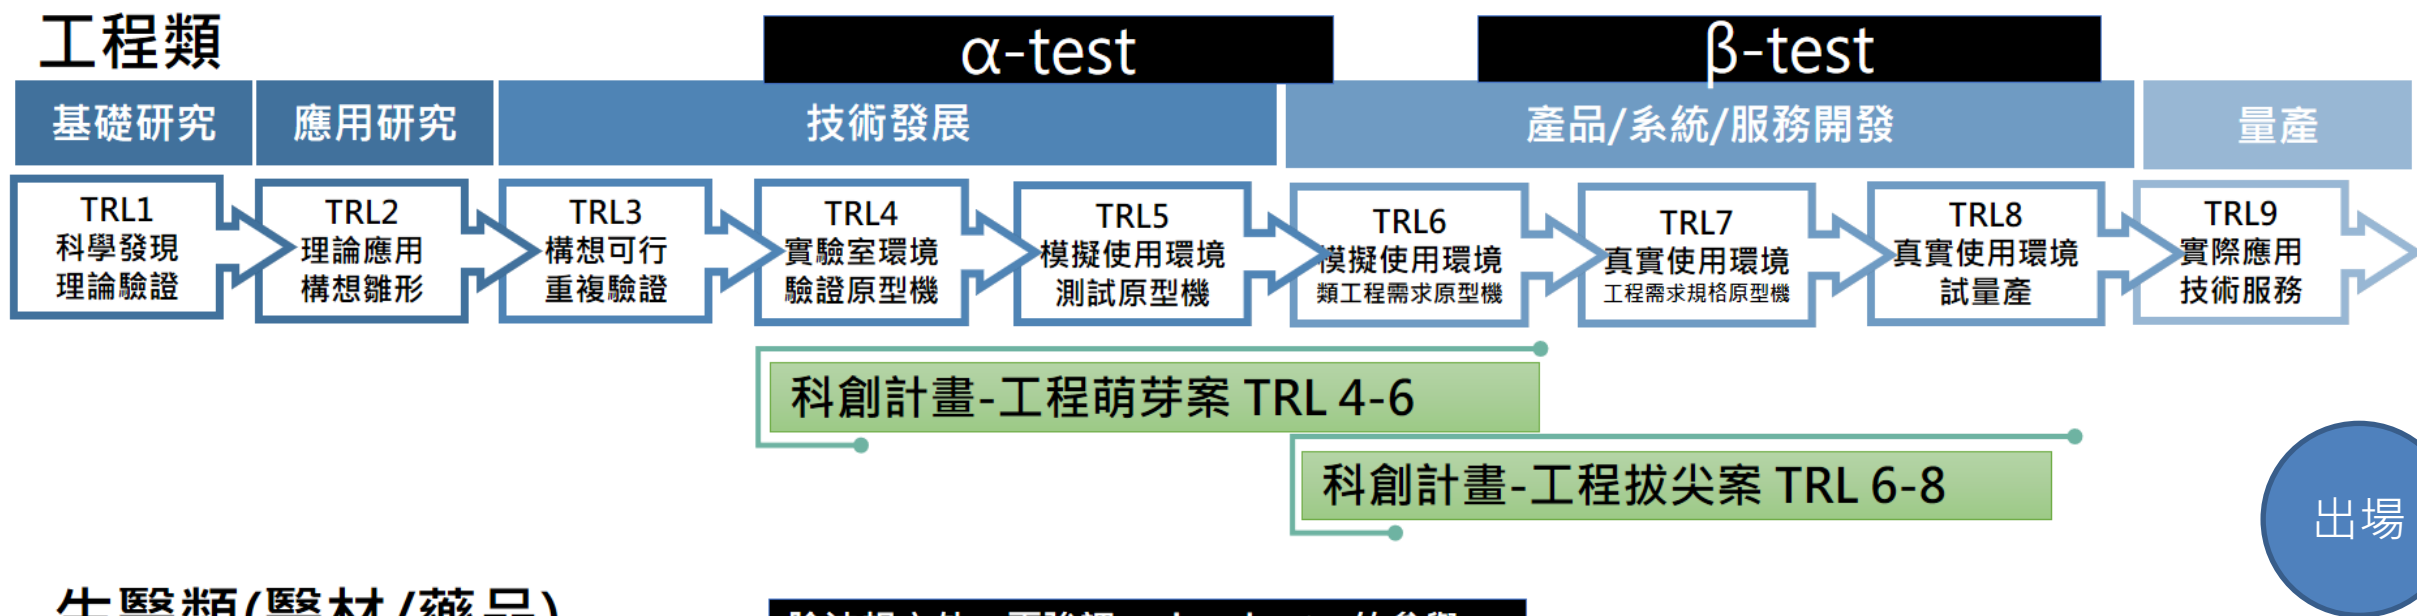 工程類
α-test
β-test
基礎研究
應用研究
技術發展
產品/系統/服務開發
量產
TRL1
科學發現
理論驗證
TRL2
理論應用
構想雛形
TRL3
構想可行
重複驗證
TRL4
實驗室環境
驗證原型機
TRL5
模擬使用環境
測試原型機
TRL6
模擬使用環境
類工程需求原型機
TRL7
真實使用環境
工程需求規格原型機
TRL8
真實使用環境
試量產
TRL9
實際應用
技術服務
科創計畫-工程萌芽案 TRL 4-6
科創計畫-工程拔尖案 TRL 6-8
出場
生醫類(醫材/藥品)